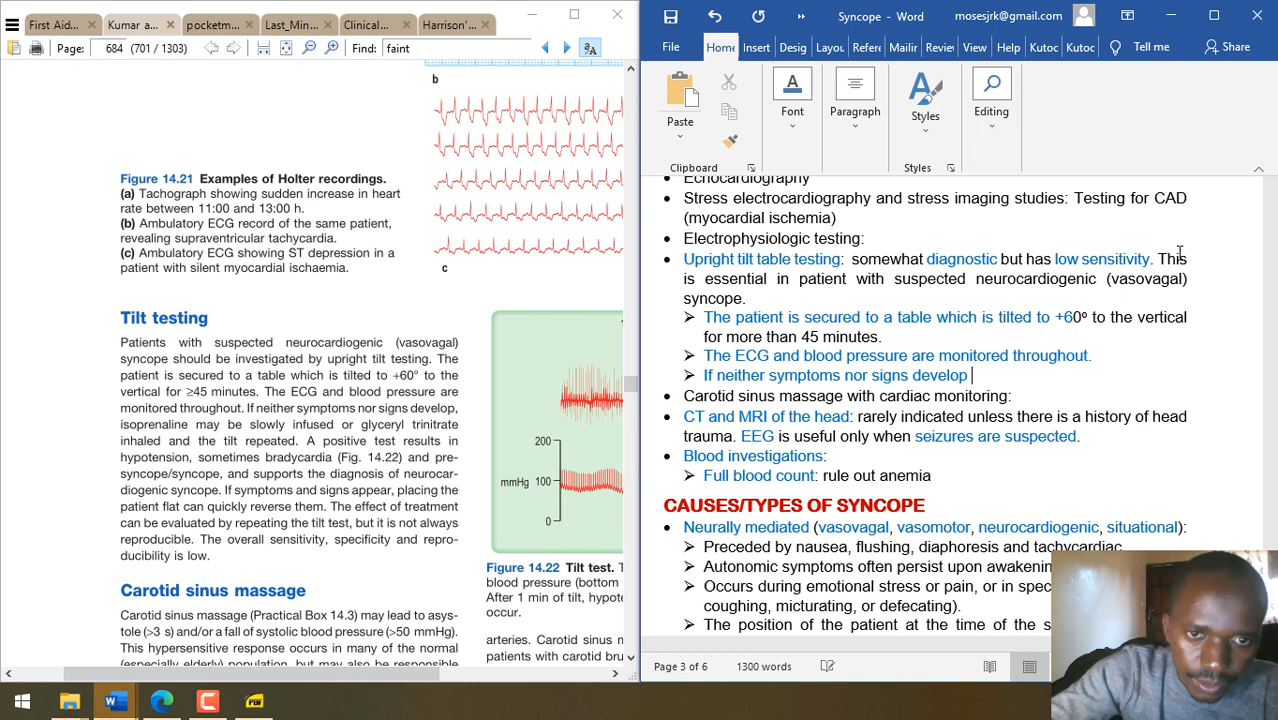 First Aid...
Kumar a...
pocketm...
Last_Min...
Clinical...
Harrison'...
Page: 684 (701 / 1303)
Find: faint
b
Figure 14.21 Examples of Holter recordings.
(a) Tachograph showing sudden increase in heart
rate between 11:00 and 13:00 h.
(b) Ambulatory ECG record of the same patient,
revealing supraventricular tachycardia.
(c) Ambulatory ECG showing ST depression in a
patient with silent myocardial ischaemia.
c
Tilt testing
Patients with suspected neurocardiogenic (vasovagal)
syncope should be investigated by upright tilt testing. The
patient is secured to a table which is tilted to +60° to the
vertical for ≥45 minutes. The ECG and blood pressure are
monitored throughout. If neither symptoms nor signs develop,
isoprenaline may be slowly infused or glyceryl trinitrate
inhaled and the tilt repeated. A positive test results in
hypotension, sometimes bradycardia (Fig. 14.22) and pre-
syncope/syncope, and supports the diagnosis of neurocar-
diogenic syncope. If symptoms and signs appear, placing the
patient flat can quickly reverse them. The effect of treatment
can be evaluated by repeating the tilt test, but it is not always
reproducible. The overall sensitivity, specificity and repro-
ducibility is low.
Carotid sinus massage
Carotid sinus massage (Practical Box 14.3) may lead to asys-
tole (>3 s) and/or a fall of systolic blood pressure (>50 mmHg).
This hypersensitive response occurs in many of the normal
(especially elderly) population, but may also be responsible
200
mmHg 100
0
Figure 14.22 Tilt test.
blood pressure (bottom
After 1 min of tilt, hypote
occur.
arteries. Carotid sinus m
patients with carotid bru
Syncope - Word
mosesjrk@gmail.com
File
Home
Insert
Desig
Layou
Refere
Mailir
Review
View
Help
Kutoc
Kutoc
Tell me
Share
Paste
Font
Paragraph
Styles
Editing
Clipboard
Styles
Echocardiography
Stress electrocardiography and stress imaging studies: Testing for CAD
(myocardial ischemia)
Electrophysiologic testing:
Upright tilt table testing: somewhat diagnostic but has low sensitivity. This
is essential in patient with suspected neurocardiogenic (vasovagal)
syncope.
The patient is secured to a table which is tilted to +60º to the vertical
for more than 45 minutes.
The ECG and blood pressure are monitored throughout.
If neither symptoms nor signs develop
Carotid sinus massage with cardiac monitoring:
CT and MRI of the head: rarely indicated unless there is a history of head
trauma. EEG is useful only when seizures are suspected.
Blood investigations:
Full blood count: rule out anemia
CAUSES/TYPES OF SYNCOPE
Neurally mediated (vasovagal, vasomotor, neurocardiogenic, situational):
Preceded by nausea, flushing, diaphoresis and tachycardiac
Autonomic symptoms often persist upon awakenin
Occurs during emotional stress or pain, or in spec
coughing, micturating, or defecating).
The position of the patient at the time of the s
Page 3 of 6
1300 words